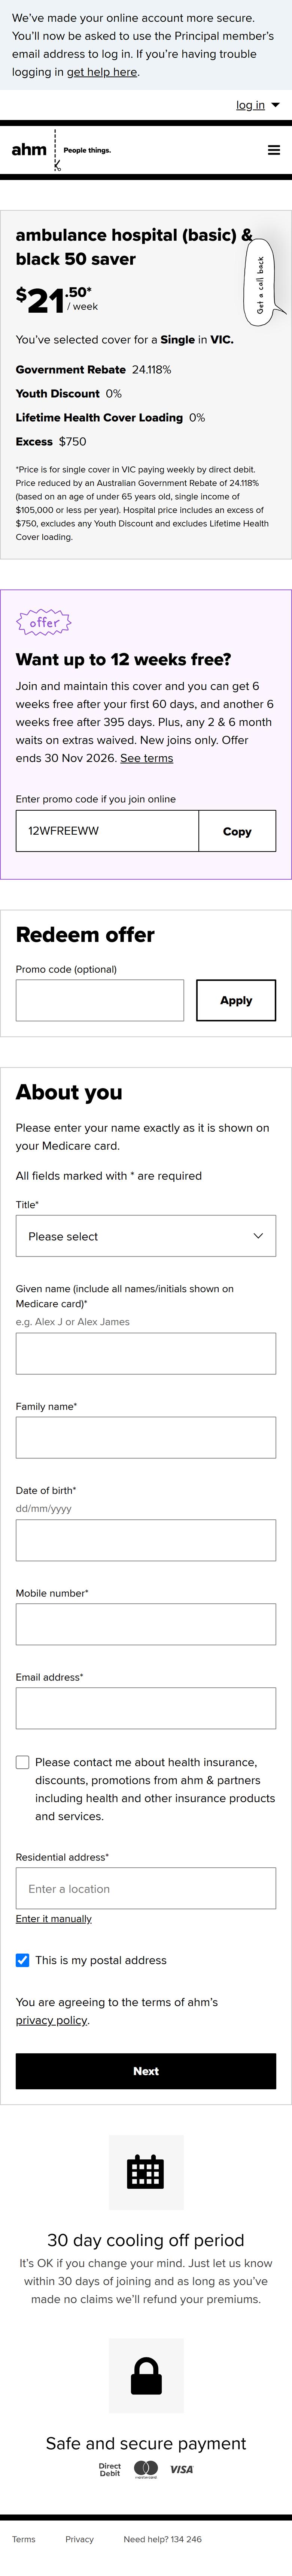 We've made your online account more secure.
You'll now be asked to use the Principal member's
email address to log in. If you're having trouble
logging in get help here.
log in
ahm
People things.
ambulance hospital (basic) &
black 50 saver
$21.50*
/ week
Get a call back
You've selected cover for a Single in VIC.
Government Rebate 24.118%
Youth Discount 0%
Lifetime Health Cover Loading 0%
Excess $750
*Price is for single cover in VIC paying weekly by direct debit.
Price reduced by an Australian Government Rebate of 24.118%
(based on an age of under 65 years old, single income of
$105,000 or less per year). Hospital price includes an excess of
$750, excludes any Youth Discount and excludes Lifetime Health
Cover loading.
offer
Want up to 12 weeks free?
Join and maintain this cover and you can get 6
weeks free after your first 60 days, and another 6
weeks free after 395 days. Plus, any 2 & 6 month
waits on extras waived. New joins only. Offer
ends 30 Nov 2026. See terms
Enter promo code if you join online
12WFREEWW
Copy
Redeem offer
Promo code (optional)
Apply
About you
Please enter your name exactly as it is shown on
your Medicare card.
All fields marked with * are required
Title*
Please select
Given name (include all names/initials shown on
Medicare card)*
e.g. Alex J or Alex James
Family name*
Date of birth*
dd/mm/yyyy
Mobile number*
Email address*
Please contact me about health insurance,
discounts, promotions from ahm & partners
including health and other insurance products
and services.
Residential address*
Enter a location
Enter it manually
This is my postal address
You are agreeing to the terms of ahm's
privacy policy.
Next
30 day cooling off period
It's OK if you change your mind. Just let us know
within 30 days of joining and as long as you've
made no claims we'll refund your premiums.
Safe and secure payment
Direct
Debit
mastercard
VISA
Terms
Privacy
Need help? 134 246